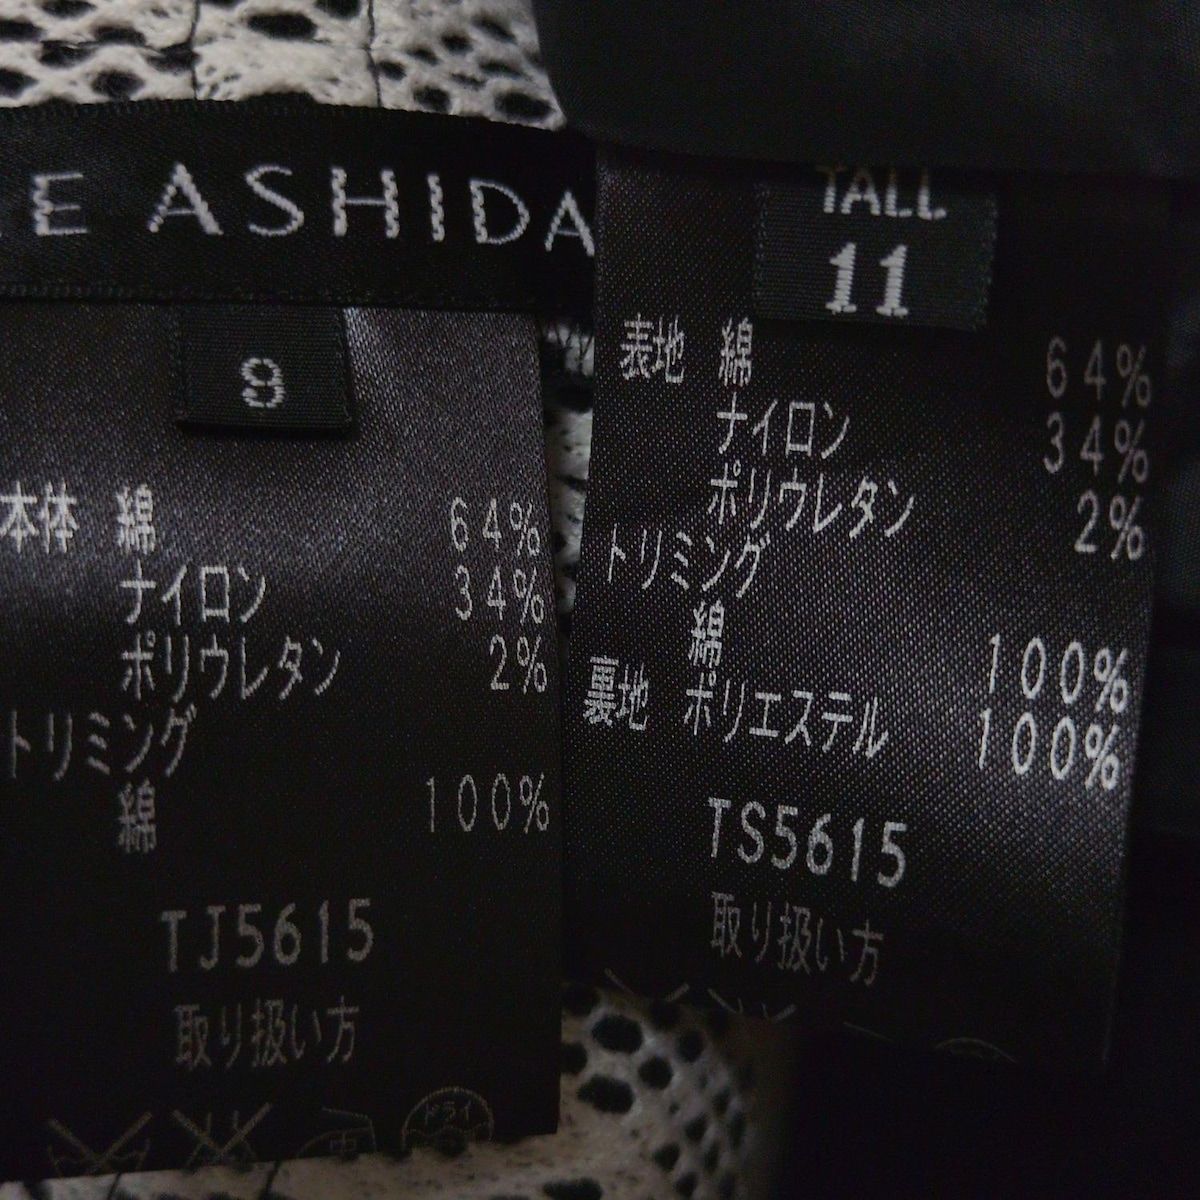 E ASHIDA
9
本体 綿 64%
ナイロン 34%
ポリウレタン 2%
トリミング
綿 100%
TJ5615
取り扱い方
ドライ
TALL
11
表地 綿 64%
ナイロン 34%
ポリウレタン 2%
トリミング
綿 100%
裏地 ポリエステル 100%
TS5615
取り扱い方